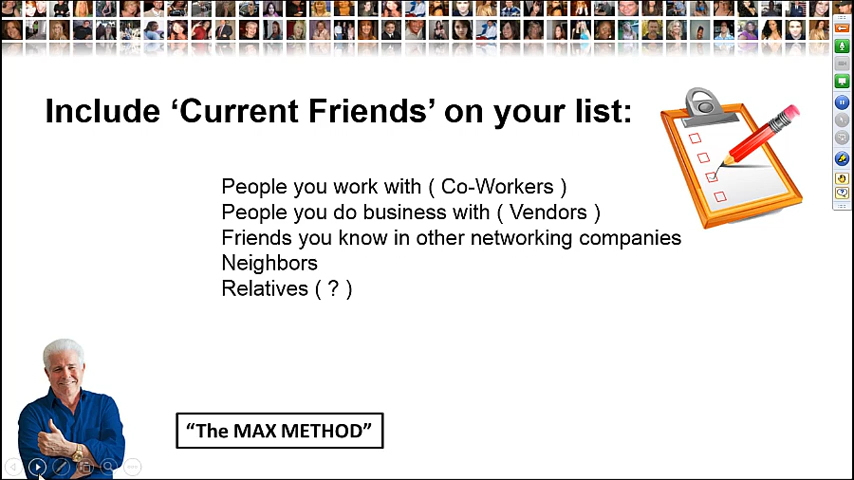 Include ‘Current Friends’ on your list:
People you work with ( Co-Workers )
People you do business with ( Vendors )
Friends you know in other networking companies
Neighbors
Relatives ( ? )
“The MAX METHOD”